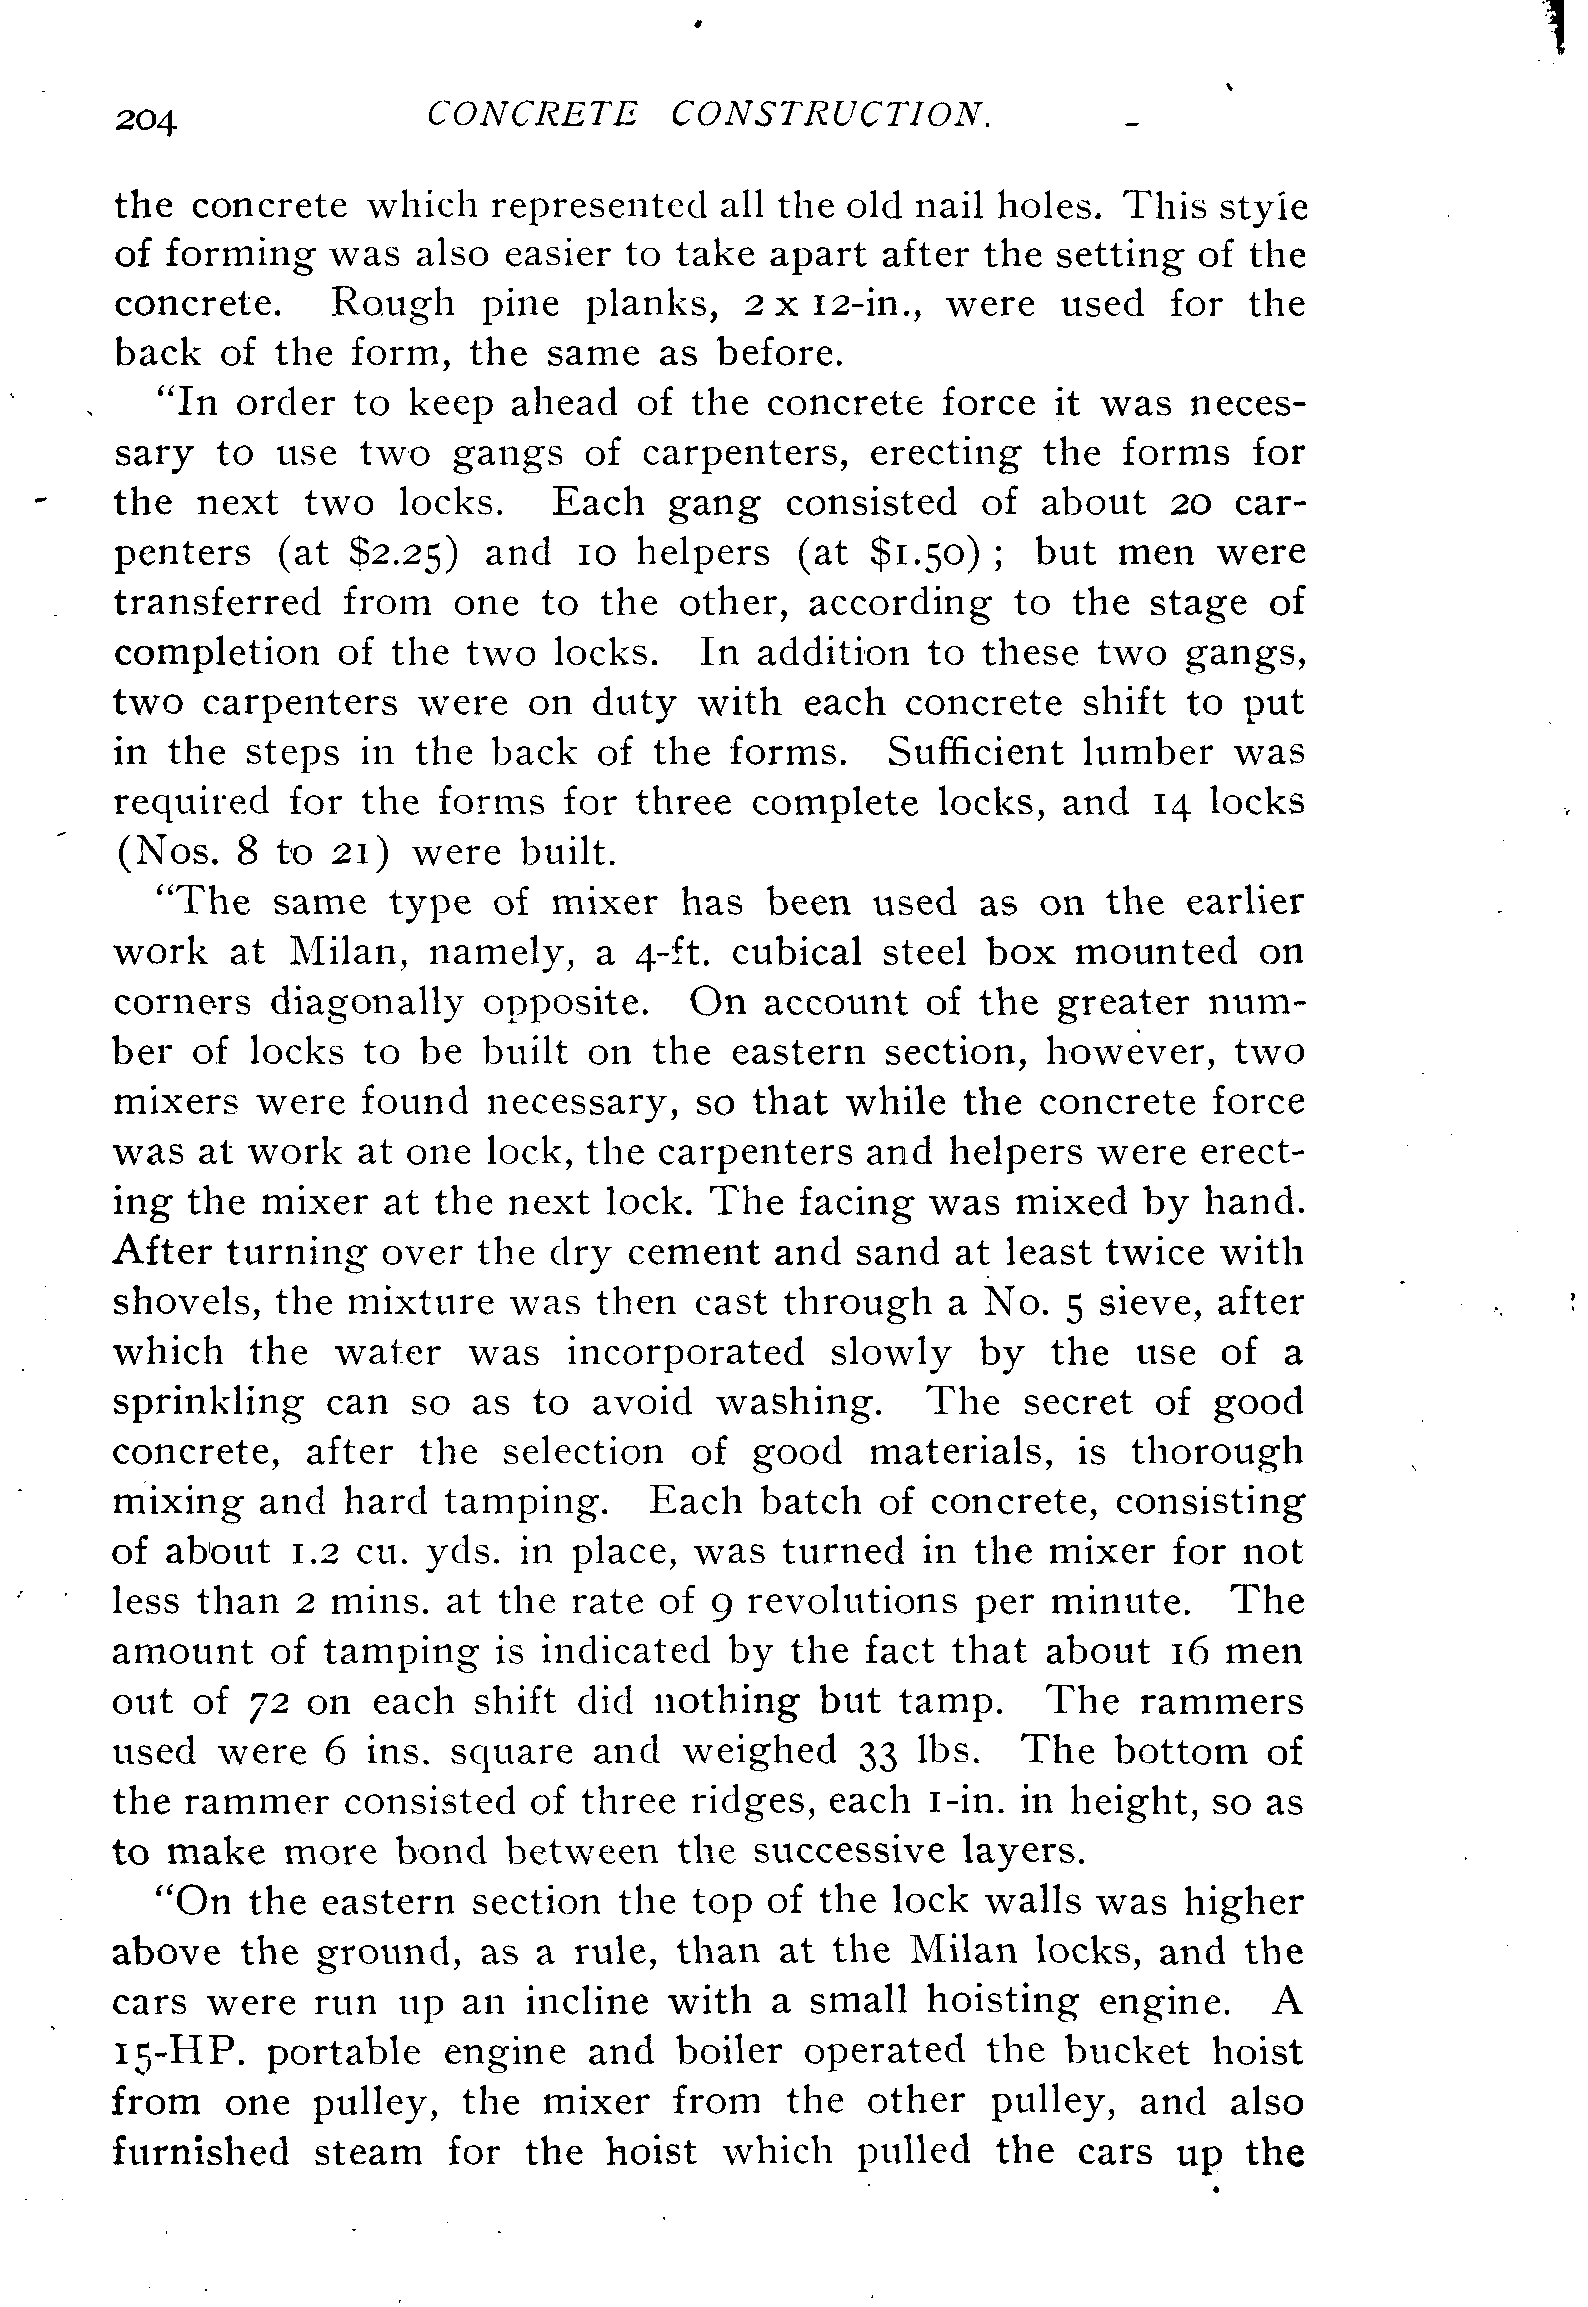 204 CONCRETE CONSTRUCTION.
the concrete which represented all the old nail holes. This style
of forming was also easier to take apart after the setting of the
concrete. Rough pine planks, 2 x 12-in., were used for the
back of the form, the same as before.
"In order to keep ahead of the concrete force it was neces-
sary to use two gangs of carpenters, erecting the forms for
the next two locks. Each gang consisted of about 20 car-
penters (at $2.25) and 10 helpers (at $1.50) ; but men were
transferred from one to the other, according to the stage of
completion of the two locks. In addition to these two gangs,
two carpenters were on duty with each concrete shift to put
in the steps in the back of the forms. Sufficient lumber was
required for the forms for three complete locks, and 14 locks
(Nos. 8 to 21) were built.
"The same type of mixer has been used as on the earlier
work at Milan, namely, a 4-ft. cubical steel box mounted on
corners diagonally opposite. On account of the greater num-
ber of locks to be built on the eastern section, however, two
mixers were found necessary, so that while the concrete force
was at work at one lock, the carpenters and helpers were erect-
ing the mixer at the next lock. The facing was mixed by hand.
After turning over the dry cement and sand at least twice with
shovels, the mixture was then cast through a No. 5 sieve, after
which the water was incorporated slowly by the use of a
sprinkling can so as to avoid washing. The secret of good
concrete, after the selection of good materials, is thorough
mixing and hard tamping. Each batch of concrete, consisting
of about 1.2 cu. yds. in place, was turned in the mixer for not
less than 2 mins. at the rate of 9 revolutions per minute. The
amount of tamping is indicated by the fact that about 16 men
out of 72 on each shift did nothing but tamp. The rammers
used were 6 ins. square and weighed 33 lbs. The bottom of
the rammer consisted of three ridges, each 1-in. in height, so as
to make more bond between the successive layers.
"On the eastern section the top of the lock walls was higher
above the ground, as a rule, than at the Milan locks, and the
cars were run up an incline with a small hoisting engine. A
15-HP. portable engine and boiler operated the bucket hoist
from one pulley, the mixer from the other pulley, and also
furnished steam for the hoist which pulled the cars up the